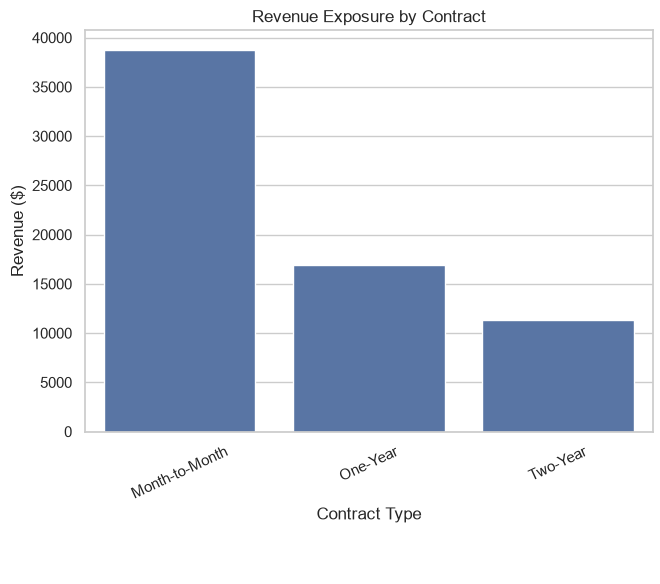 Revenue Exposure by Contract
Revenue ($)
40000
35000
30000
25000
20000
15000
10000
5000
0
Month-to-Month
One-Year
Two-Year
Contract Type